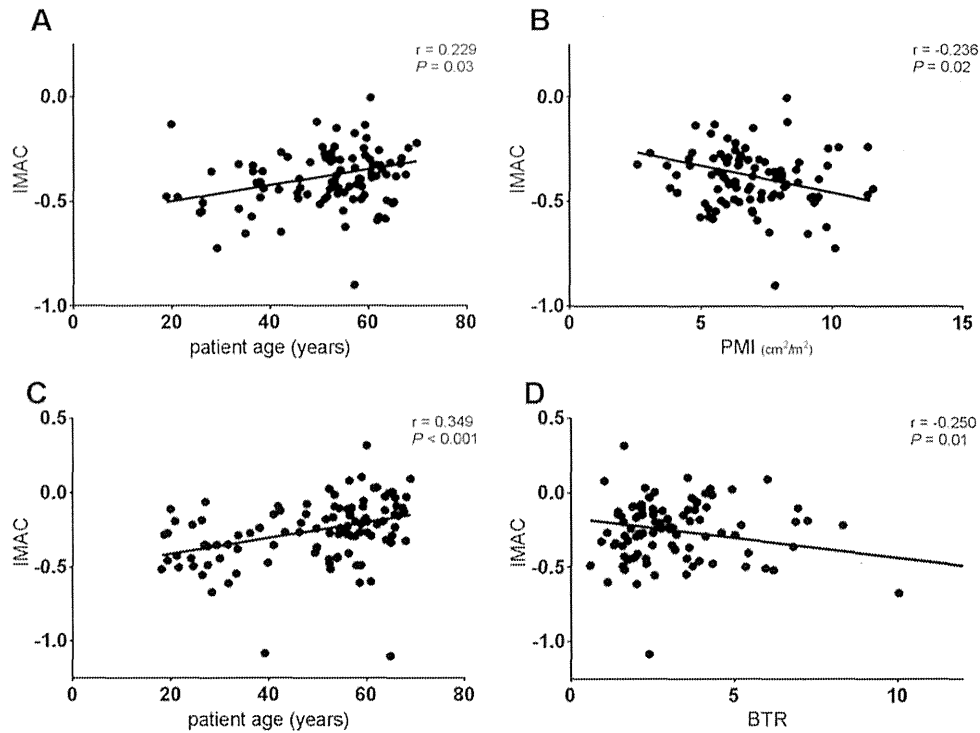 A
r = 0.229
P = 0.03
IMAC
0.0
-0.5
-1.0
0
20
40
60
80
patient age (years)
B
r = -0.236
P = 0.02
IMAC
0.0
-0.5
-1.0
0
5
10
15
PMI (cm²/m²)
C
r = 0.349
P < 0.001
IMAC
0.5
0.0
-0.5
-1.0
0
20
40
60
80
patient age (years)
D
r = -0.250
P = 0.01
IMAC
0.5
0.0
-0.5
-1.0
0
5
10
BTR